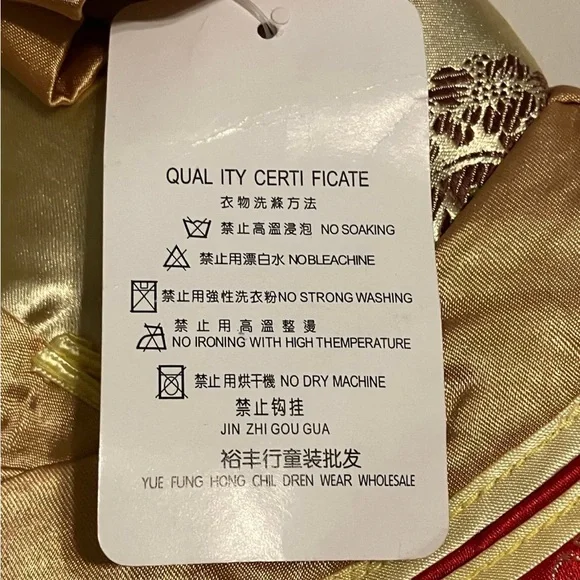 QUAL ITY CERTI FICATE
衣物洗滌方法
禁止高溫浸泡 NO SOAKING
禁止用漂白水 NOBLEACHINE
禁止用強性洗衣粉NO STRONG WASHING
禁止用高溫整燙
NO IRONING WITH HIGH THEMPERATURE
禁止用烘干機 NO DRY MACHINE
禁止钩挂
JIN ZHI GOU GUA
裕丰行童装批发
YUE FUNG HONG CHIL DREN WEAR WHOLESALE